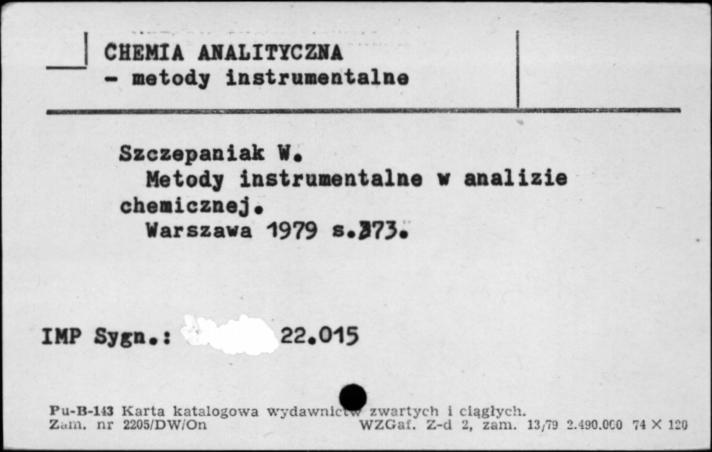 CHEMIA ANALITYCZNA
- metody instrumentalne
Szczepaniak W.
Metody instrumentalne w analizie
chemicznej.
Warszawa 1979 s.373.
IMP Sygn.: 22.015
Pu-B-143 Karta katalogowa wydawnictw zwartych i ciągłych.
Zam. nr 2205/DW/On WZGaf. Z-d 2, zam. 13/79 2.490.000 74 X 120